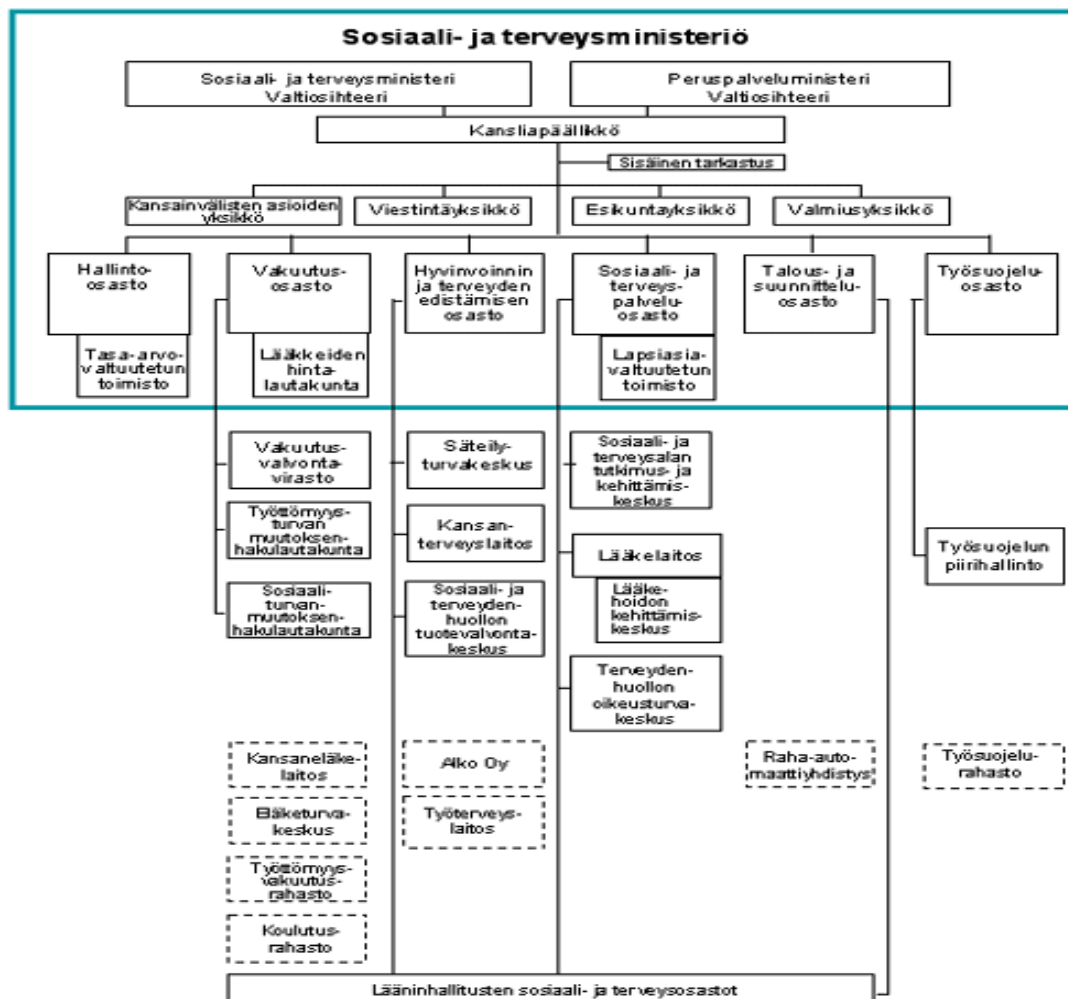 Sosiaali- ja terveysministeriö
Sosiaali- ja terveysministeri
Valtiosihteeri
Peruspalveluministeri
Valtiosihteeri
Kansliapäällikkö
Sisäinen tarkastus
Kansainvälisten asioiden
yksikkö
Viestintäyksikkö
Esikuntayksikkö
Valmiusyksikkö
Hallinto-
osasto
Vakuutus-
osasto
Hyvinvoinnin
ja terveyden
edistämisen
osasto
Sosiaali- ja
terveys-
palvelu-
osasto
Talous- ja
suunnittelu-
osasto
Työsuojelu-
osasto
Tasa-arvo-
valtuutetun
toimisto
Lääkkeiden
hinta-
lautakunta
Lapsiasia-
valtuutetun
toimisto
Vakuutus-
valvonta-
virasto
Säteily-
turvakeskus
Sosiaali- ja
terveysalan
tutkimus- ja
kehittämis-
keskus
Työttömyys-
turvan
muutoksen-
hakulautakunta
Kansan-
terveyslaitos
Lääkelaitos
Työsuojelun
piirihallinto
Sosiaali-
turvan-
muutoksen-
hakulautakunta
Sosiaali- ja
terveyden-
huollon
tuotevalvonta-
keskus
Lääke-
hoidon
kehittämis-
keskus
Terveyden-
huollon
oikeusturva-
keskus
Kansaneläke-
laitos
Alko Oy
Raha-auto-
maattiyhdistys
Työsuojelu-
rahasto
Eläketurva-
keskus
Työterveys-
laitos
Työttömyys-
vakuutus-
rahasto
Koulutus-
rahasto
Lääninhallitusten sosiaali- ja terveysosastot